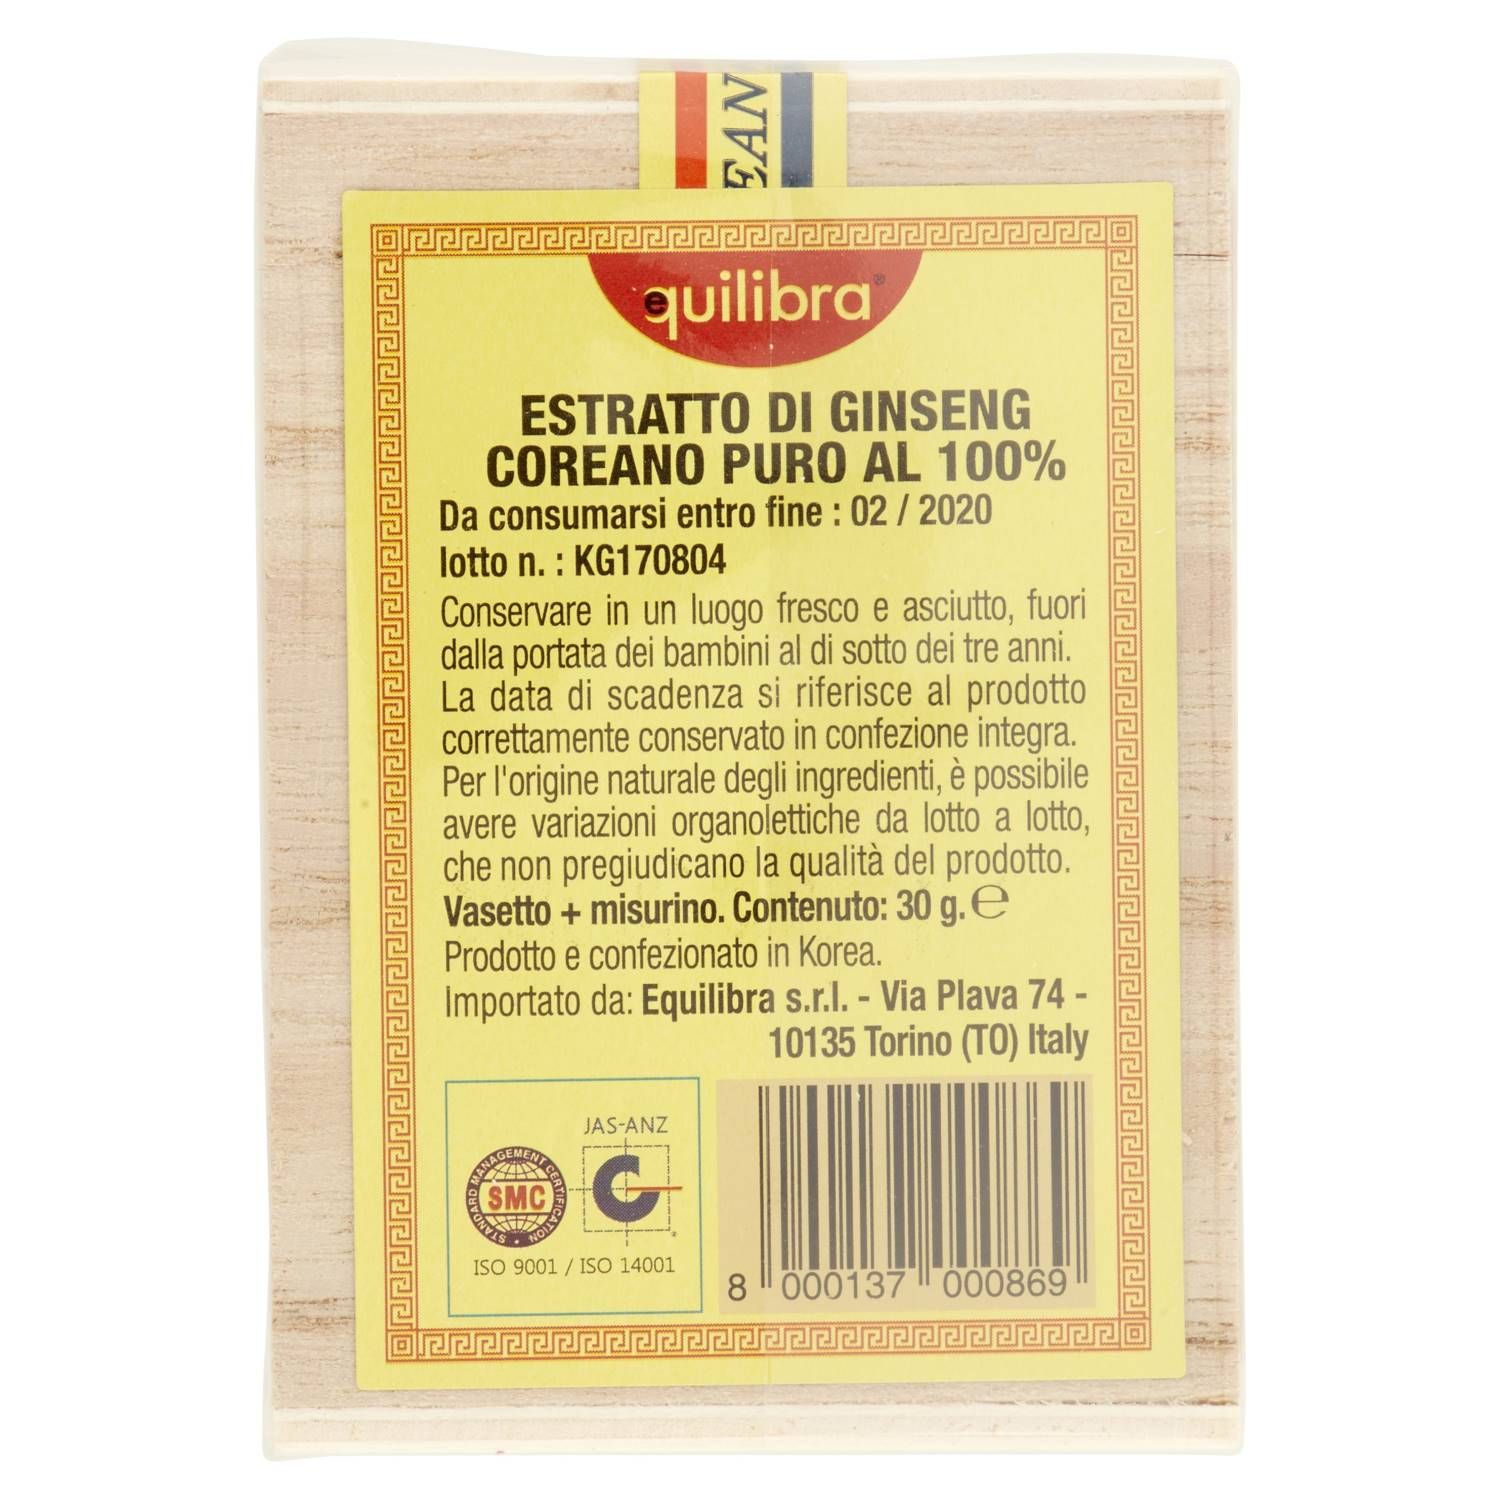 EAN
equilibra®
ESTRATTO DI GINSENG
COREANO PURO AL 100%
Da consumarsi entro fine : 02 / 2020
lotto n. : KG170804
Conservare in un luogo fresco e asciutto, fuori
dalla portata dei bambini al di sotto dei tre anni.
La data di scadenza si riferisce al prodotto
correttamente conservato in confezione integra.
Per l'origine naturale degli ingredienti, è possibile
avere variazioni organolettiche da lotto a lotto,
che non pregiudicano la qualità del prodotto.
Vasetto + misurino. Contenuto: 30 g. ℮
Prodotto e confezionato in Korea.
Importato da: Equilibra s.r.l. - Via Plava 74 -
10135 Torino (TO) Italy
JAS-ANZ
STANDARD MANAGEMENT CERTIFICATION
SMC
ISO 9001 / ISO 14001
8 000137 000869